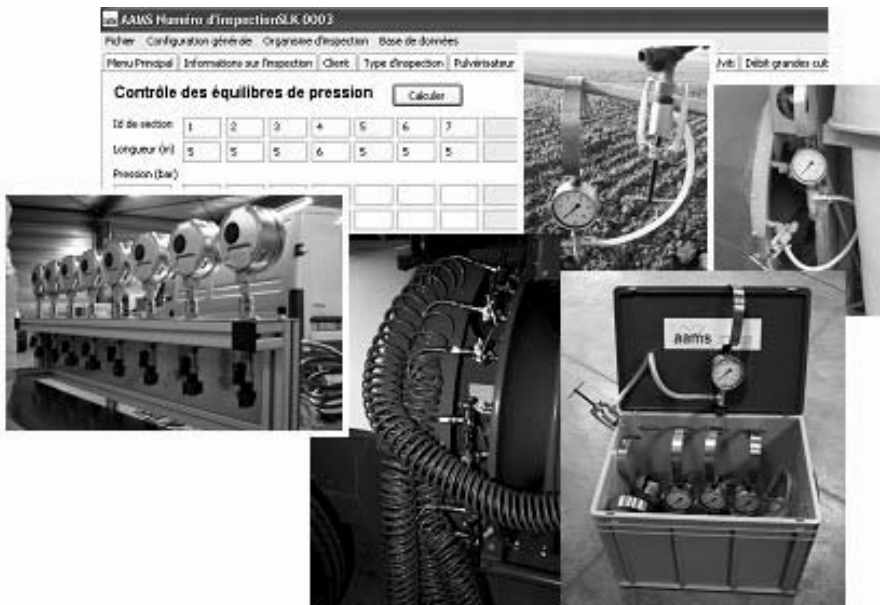 AAMS Numéro d'inspectionSLK 0003
Fichier Configuration générale Organisme d'inspection Base de données
Menu Principal Informations sur l'inspection Client Type d'inspection Pulvérisateur Débit grandes cult
Contrôle des équilibres de pression Calculer
Id de section 1 2 3 4 5 6 7
Longueur (m) 5 5 5 6 5 5 5
Pression (bar)
aams